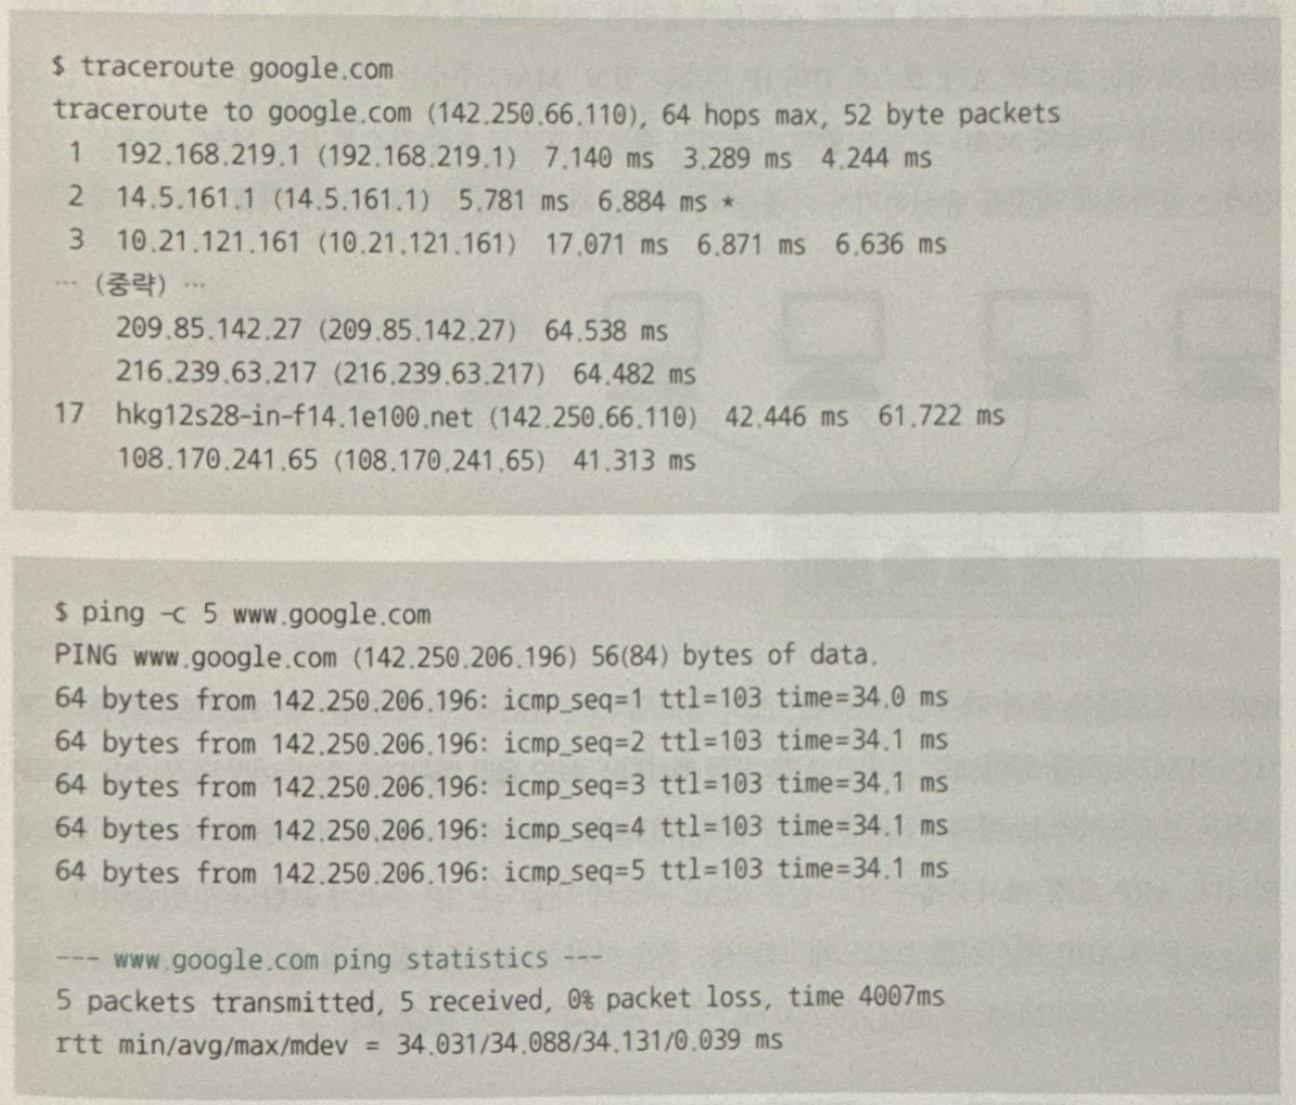 $ traceroute google.com
traceroute to google.com (142.250.66.110), 64 hops max, 52 byte packets
1 192.168.219.1 (192.168.219.1) 7.140 ms 3.289 ms 4.244 ms
2 14.5.161.1 (14.5.161.1) 5.781 ms 6.884 ms *
3 10.21.121.161 (10.21.121.161) 17.071 ms 6.871 ms 6.636 ms
… (중략) …
209.85.142.27 (209.85.142.27) 64.538 ms
216.239.63.217 (216.239.63.217) 64.482 ms
17 hkg12s28-in-f14.1e100.net (142.250.66.110) 42.446 ms 61.722 ms
108.170.241.65 (108.170.241.65) 41.313 ms
$ ping -c 5 www.google.com
PING www.google.com (142.250.206.196) 56(84) bytes of data.
64 bytes from 142.250.206.196: icmp_seq=1 ttl=103 time=34.0 ms
64 bytes from 142.250.206.196: icmp_seq=2 ttl=103 time=34.1 ms
64 bytes from 142.250.206.196: icmp_seq=3 ttl=103 time=34.1 ms
64 bytes from 142.250.206.196: icmp_seq=4 ttl=103 time=34.1 ms
64 bytes from 142.250.206.196: icmp_seq=5 ttl=103 time=34.1 ms
--- www.google.com ping statistics ---
5 packets transmitted, 5 received, 0% packet loss, time 4007ms
rtt min/avg/max/mdev = 34.031/34.088/34.131/0.039 ms